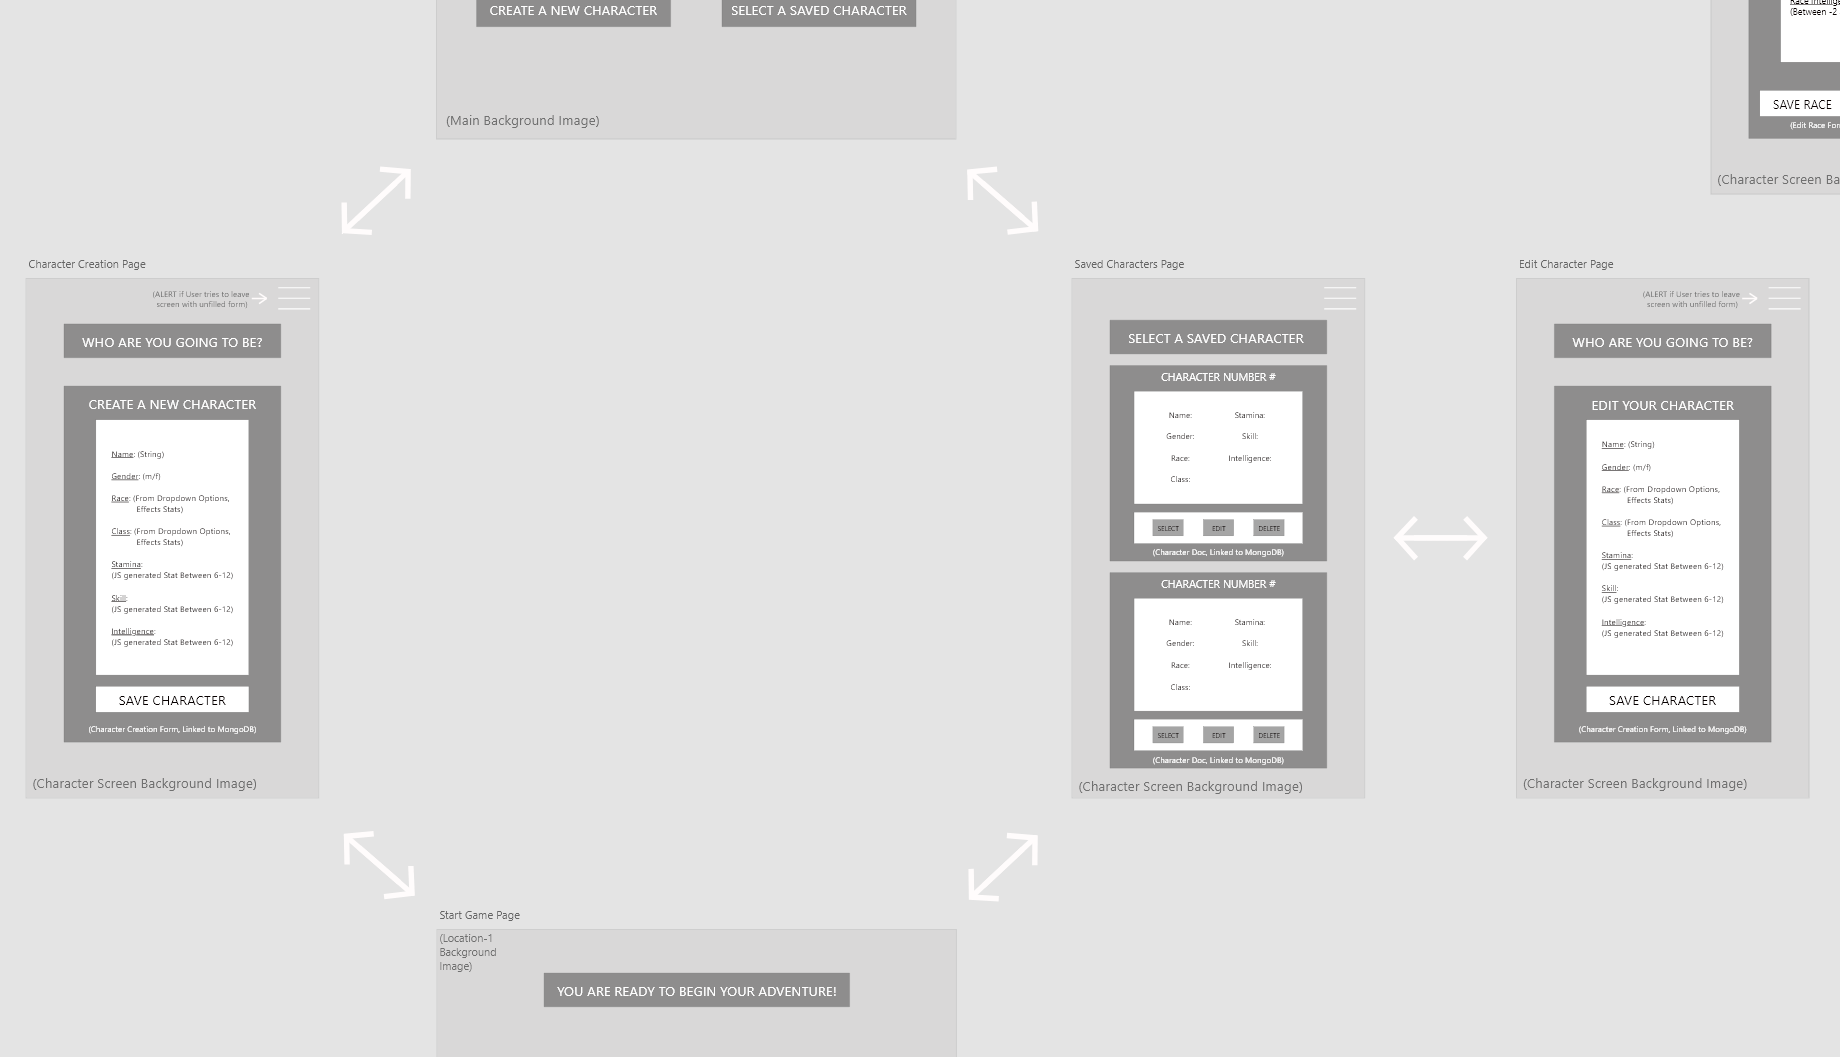 CREATE A NEW CHARACTER
SELECT A SAVED CHARACTER
(Main Background Image)
(Between -2
SAVE RACE
(Edit Race For
(Character Screen Ba
Character Creation Page
(ALERT if User tries to leave
screen with unfilled form)
WHO ARE YOU GOING TO BE?
CREATE A NEW CHARACTER
Name: (String)
Gender: (m/f)
Race: (From Dropdown Options,
Effects Stats)
Class: (From Dropdown Options,
Effects Stats)
Stamina:
(JS generated Stat Between 6-12)
Skill:
(JS generated Stat Between 6-12)
Intelligence:
(JS generated Stat Between 6-12)
SAVE CHARACTER
(Character Creation Form, Linked to MongoDB)
(Character Screen Background Image)
Saved Characters Page
SELECT A SAVED CHARACTER
CHARACTER NUMBER #
Name: Stamina:
Gender: Skill:
Race: Intelligence:
Class:
SELECT EDIT DELETE
(Character Doc, Linked to MongoDB)
CHARACTER NUMBER #
Name: Stamina:
Gender: Skill:
Race: Intelligence:
Class:
SELECT EDIT DELETE
(Character Doc, Linked to MongoDB)
(Character Screen Background Image)
Edit Character Page
(ALERT if User tries to leave
screen with unfilled form)
WHO ARE YOU GOING TO BE?
EDIT YOUR CHARACTER
Name: (String)
Gender: (m/f)
Race: (From Dropdown Options,
Effects Stats)
Class: (From Dropdown Options,
Effects Stats)
Stamina:
(JS generated Stat Between 6-12)
Skill:
(JS generated Stat Between 6-12)
Intelligence:
(JS generated Stat Between 6-12)
SAVE CHARACTER
(Character Creation Form, Linked to MongoDB)
(Character Screen Background Image)
Start Game Page
(Location-1
Background
Image)
YOU ARE READY TO BEGIN YOUR ADVENTURE!